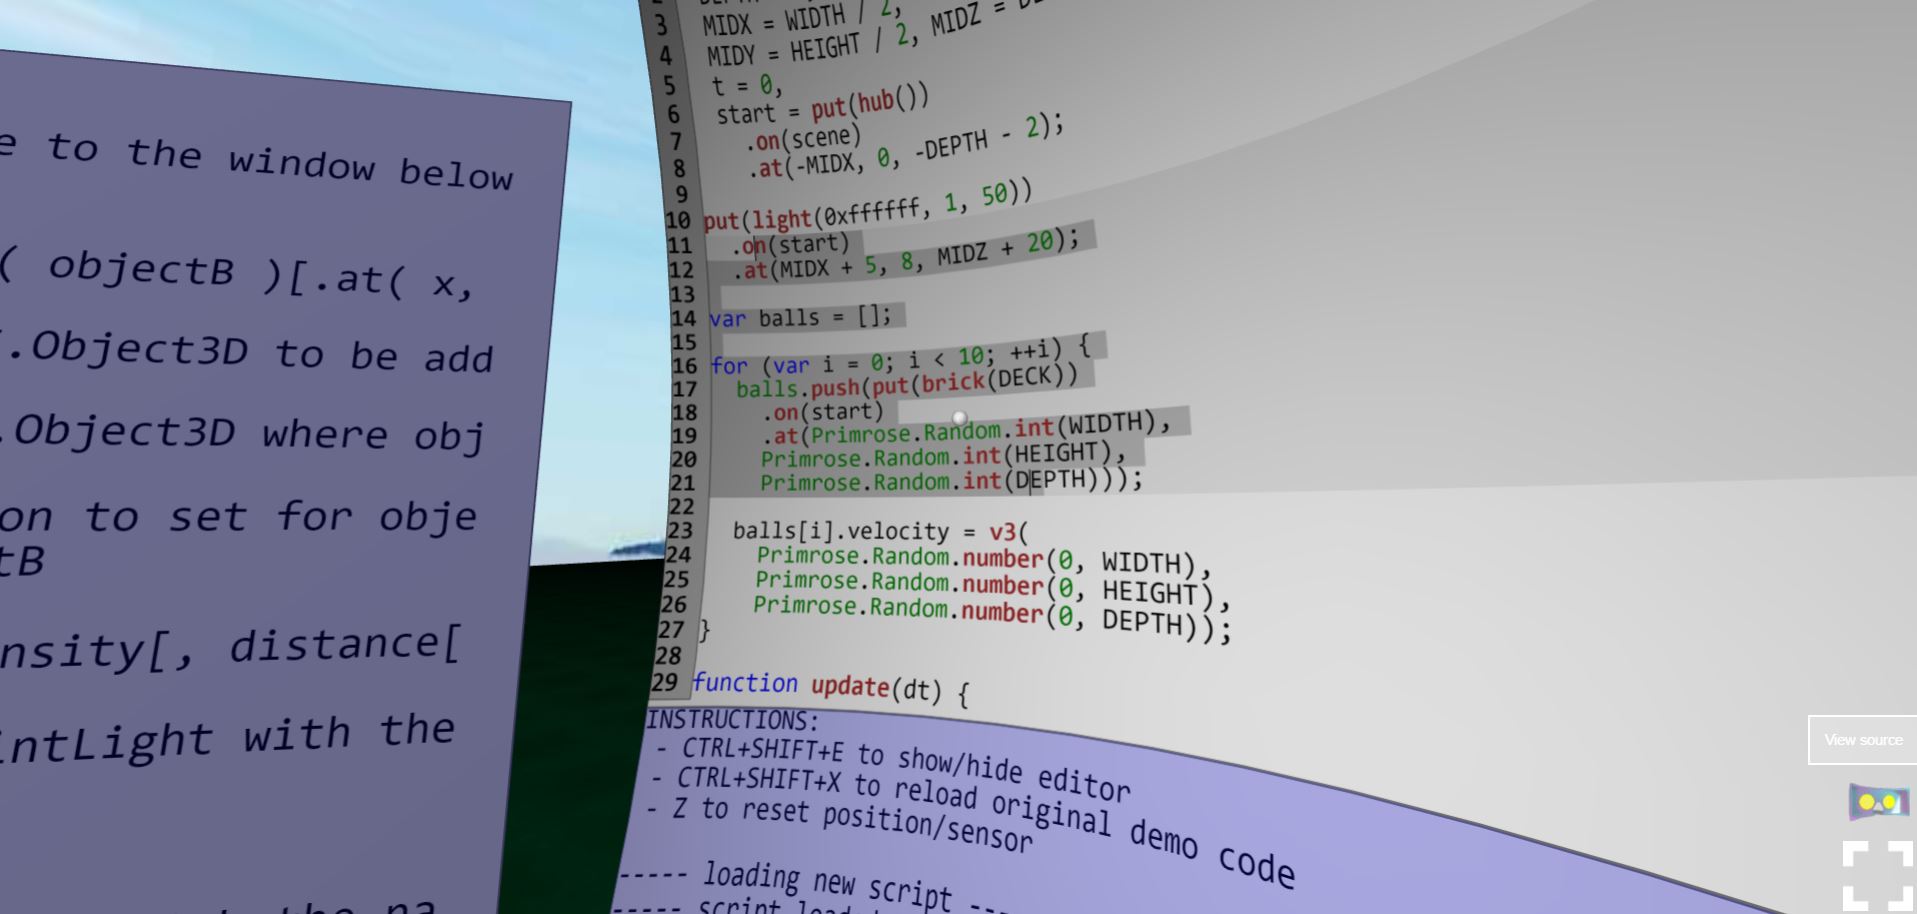 e to the window below
( objectB )[.at( x,
.Object3D to be add
.Object3D where obj
on to set for obje
tB
nsity[, distance[
intLight with the
the na
2
3 MIDX = WIDTH / 2,
4 MIDY = HEIGHT / 2, MIDZ =
5 t = 0,
6 start = put(hub())
7 .on(scene)
8 .at(-MIDX, 0, -DEPTH - 2);
9
10 put(light(0xffffff, 1, 50))
11 .on(start)
12 .at(MIDX + 5, 8, MIDZ + 20);
13
14 var balls = [];
15
16 for (var i = 0; i < 10; ++i) {
17 balls.push(put(brick(DECK))
18 .on(start)
19 .at(Primrose.Random.int(WIDTH),
20 Primrose.Random.int(HEIGHT),
21 Primrose.Random.int(DEPTH)));
22
23 balls[i].velocity = v3(
24 Primrose.Random.number(0, WIDTH),
25 Primrose.Random.number(0, HEIGHT),
26 Primrose.Random.number(0, DEPTH));
27 }
28
29 function update(dt) {
INSTRUCTIONS:
- CTRL+SHIFT+E to show/hide editor
- CTRL+SHIFT+X to reload original demo code
- Z to reset position/sensor
----- loading new script ---
----- script
View source